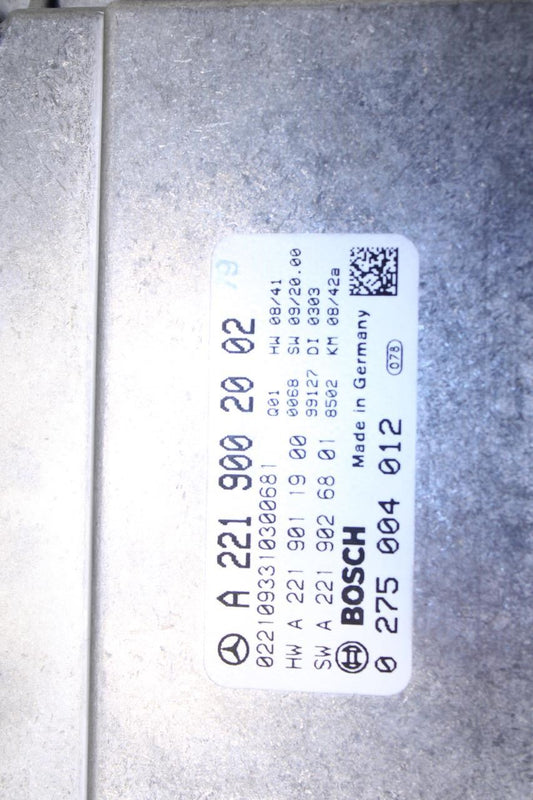 A 221 900 20 02
0221093310300681
Q01 HW 08/41
HW A 221 901 19 00 0068 SW 09/20.00
99127 DI 0303
SW A 221 902 68 01 8502 KM 08/42a
BOSCH Made in Germany
0 275 004 012 078